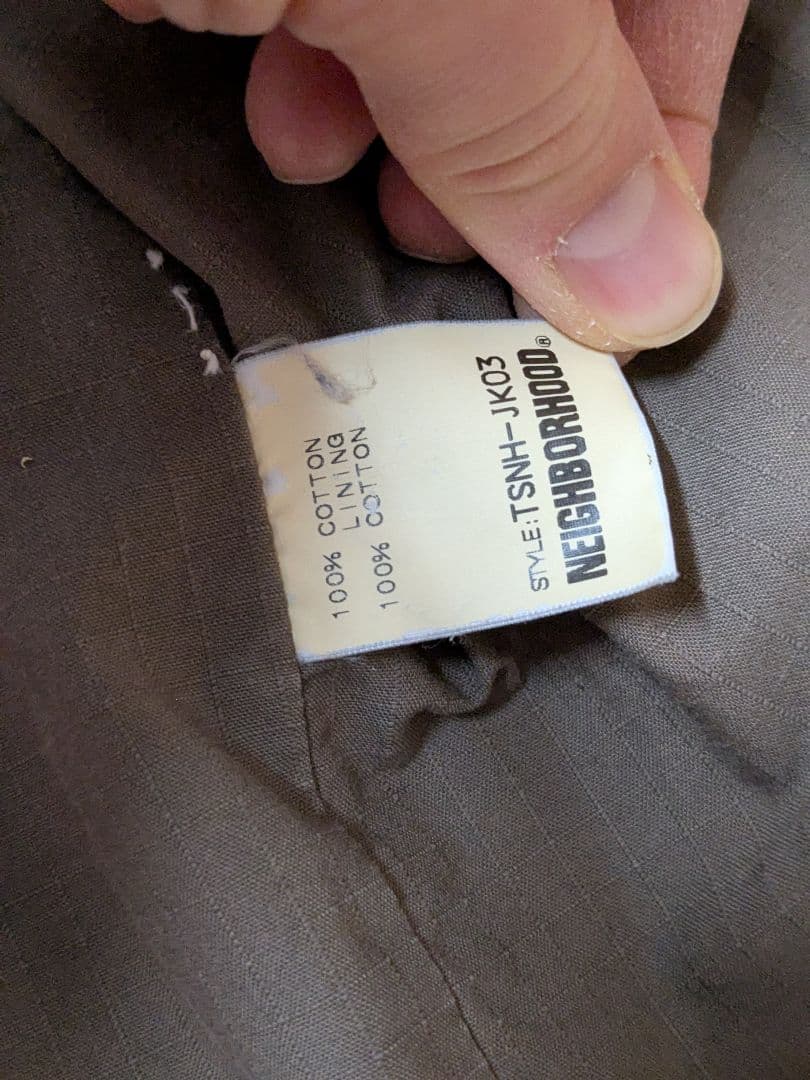 NEIGHBORHOOD®
STYLE:TSNH-JK03
100% COTTON
LINING
100% COTTON